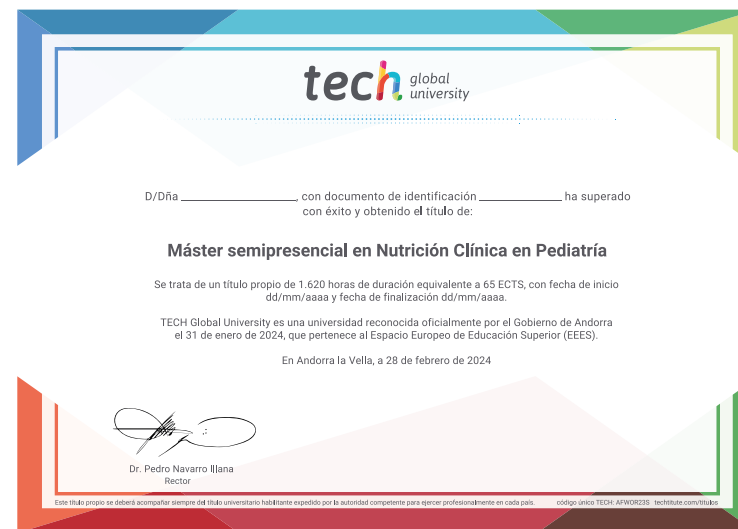 tech global university
D/Dña ____________, con documento de identificación ____________ ha superado
con éxito y obtenido el título de:
Máster semipresencial en Nutrición Clínica en Pediatría
Se trata de un título propio de 1.620 horas de duración equivalente a 65 ECTS, con fecha de inicio
dd/mm/aaaa y fecha de finalización dd/mm/aaaa.
TECH Global University es una universidad reconocida oficialmente por el Gobierno de Andorra
el 31 de enero de 2024, que pertenece al Espacio Europeo de Educación Superior (EEES).
En Andorra la Vella, a 28 de febrero de 2024
Dr. Pedro Navarro Illana
Rector
Este título propio se deberá acompañar siempre del título universitario habilitante expedido por la autoridad competente para ejercer profesionalmente en cada país. código único TECH: AFWOR23S techtitute.com/titulos